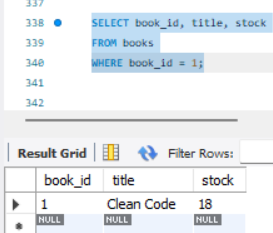 337
338 SELECT book_id, title, stock
339 FROM books
340 WHERE book_id = 1;
341
342
Result Grid Filter Rows:
book_id title stock
1 Clean Code 18
NULL NULL NULL